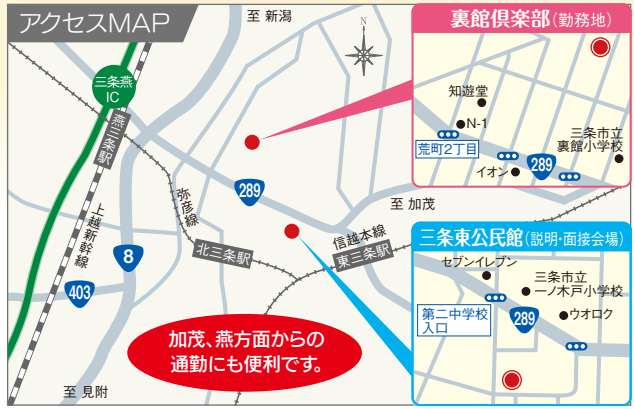 アクセスMAP
至 新潟
N
三条燕
IC
燕三条駅
上越新幹線
弥彦線
289
8
403
北三条駅
信越本線
東三条駅
至 加茂
至 見附
加茂、燕方面からの
通勤にも便利です。
裏館倶楽部(勤務地)
知遊堂
N-1
荒町2丁目
289
イオン
三条市立
裏館小学校
三条東公民館(説明・面接会場)
セブンイレブン
三条市立
一ノ木戸小学校
第二中学校
入口
289
ウオロク